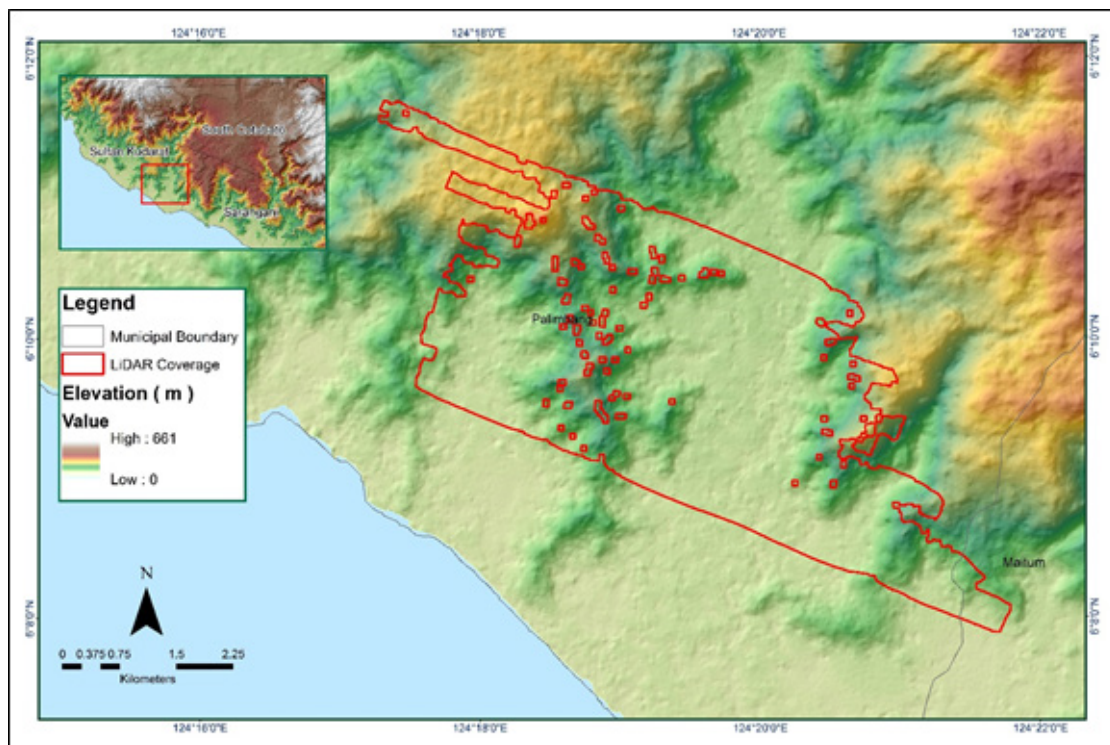 124°16'0"E 124°18'0"E 124°20'0"E 124°22'0"E
6°12'0"N 6°12'0"N
South Cotabato
Sultan Kudarat
Sarangani
Legend
Municipal Boundary
LiDAR Coverage
Elevation ( m )
Value
High : 661
Low : 0
Palimbang
6°10'0"N 6°10'0"N
Maitum
6°8'0"N 6°8'0"N
N
0 0.375 0.75 1.5 2.25
Kilometers
124°16'0"E 124°18'0"E 124°20'0"E 124°22'0"E